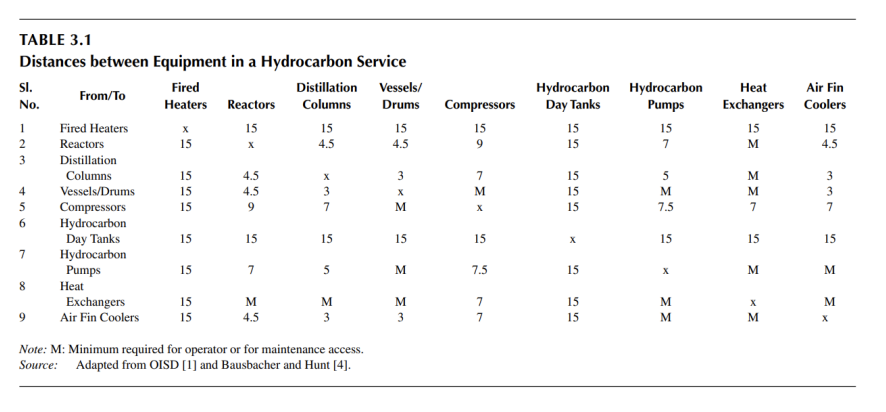 TABLE 3.1
Distances between Equipment in a Hydrocarbon Service
Sl. No. From/To Fired Heaters Reactors Distillation Columns Vessels/ Drums Compressors Hydrocarbon Day Tanks Hydrocarbon Pumps Heat Exchangers Air Fin Coolers
1 Fired Heaters x 15 15 15 15 15 15 15 15
2 Reactors 15 x 4.5 4.5 9 15 7 M 4.5
3 Distillation
Columns 15 4.5 x 3 7 15 5 M 3
4 Vessels/Drums 15 4.5 3 x M 15 M M 3
5 Compressors 15 9 7 M x 15 7.5 7 7
6 Hydrocarbon
Day Tanks 15 15 15 15 15 x 15 15 15
7 Hydrocarbon
Pumps 15 7 5 M 7.5 15 x M M
8 Heat
Exchangers 15 M M M 7 15 M x M
9 Air Fin Coolers 15 4.5 3 3 7 15 M M x
Note: M: Minimum required for operator or for maintenance access.
Source: Adapted from OISD [1] and Bausbacher and Hunt [4].